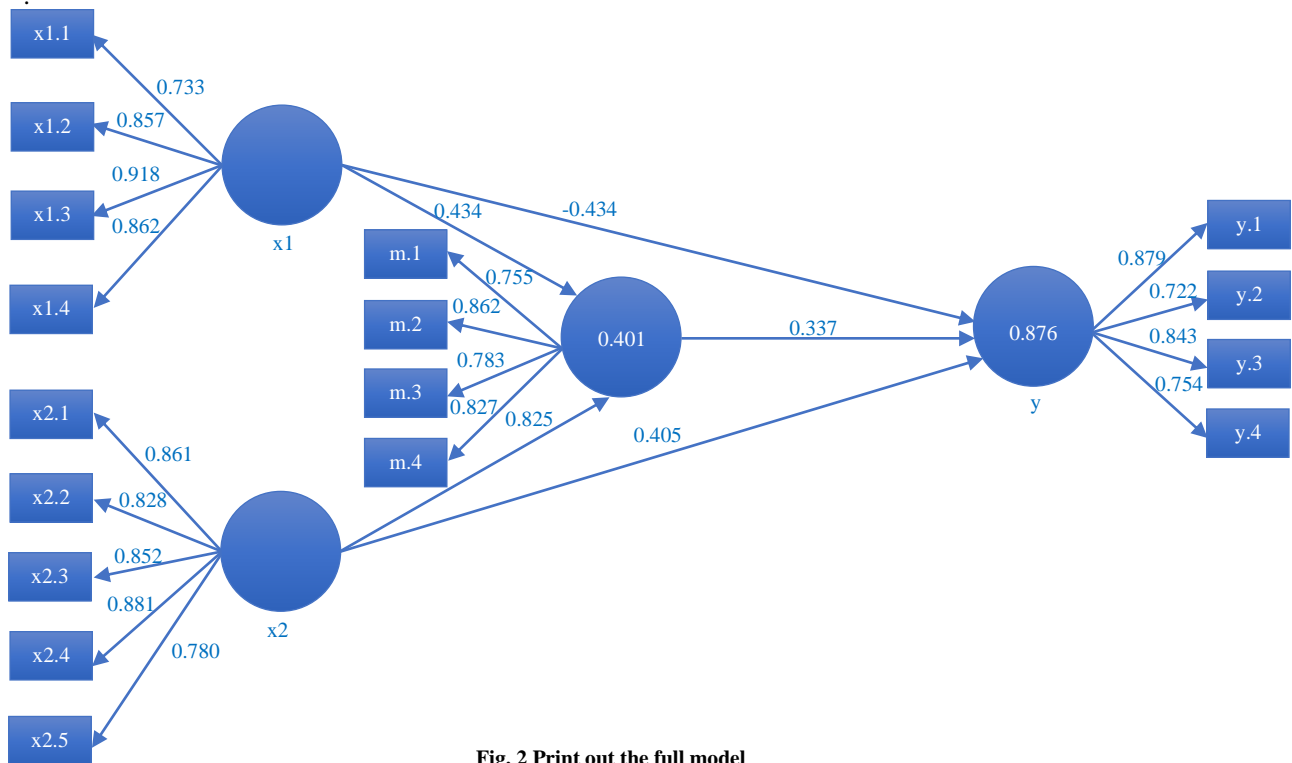 x1.1
0.733
x1.2
0.857
0.918
x1.3
0.862
x1.4
x1
0.434
-0.434
m.1
0.755
m.2
0.862
0.401
0.783
m.3
0.827
0.825
m.4
0.337
0.405
0.876
y
y.1
0.879
y.2
0.722
0.843
y.3
0.754
y.4
x2.1
0.861
x2.2
0.828
0.852
x2.3
0.881
x2.4
0.780
x2.5
x2
Fig. 2 Print out the full model